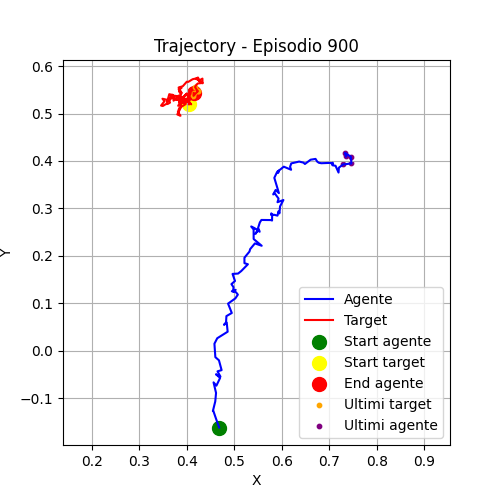 Trajectory - Episodio 900
0.6
0.5
0.4
0.3
0.2
0.1
0.0
−0.1
Y
0.2 0.3 0.4 0.5 0.6 0.7 0.8 0.9
X
Agente
Target
Start agente
Start target
End agente
Ultimi target
Ultimi agente